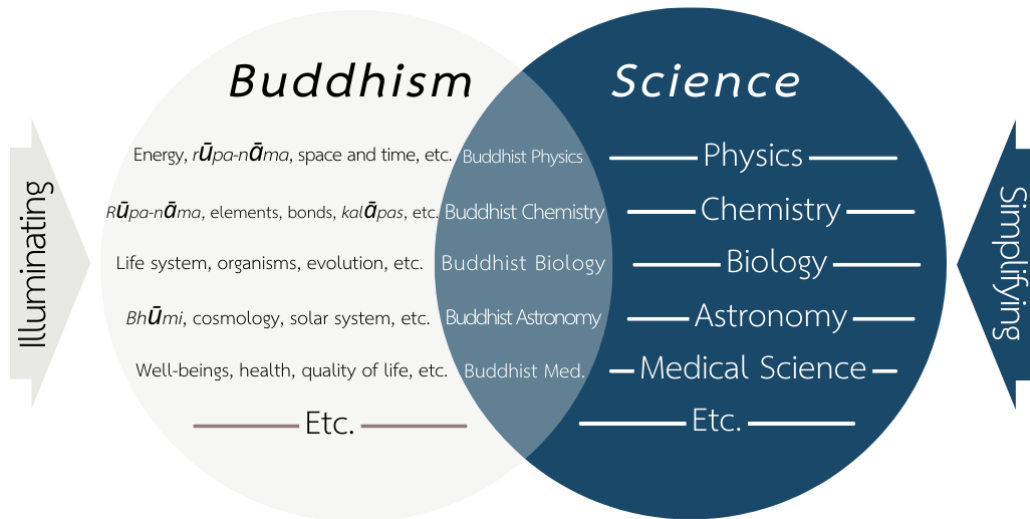 Buddhism Science
Illuminating
Energy, rūpa-nāma, space and time, etc. Buddhist Physics Physics
Rūpa-nāma, elements, bonds, kalāpas, etc. Buddhist Chemistry Chemistry
Life system, organisms, evolution, etc. Buddhist Biology Biology
Bhūmi, cosmology, solar system, etc. Buddhist Astronomy Astronomy
Well-beings, health, quality of life, etc. Buddhist Med. Medical Science
Etc. Etc.
Simplifying